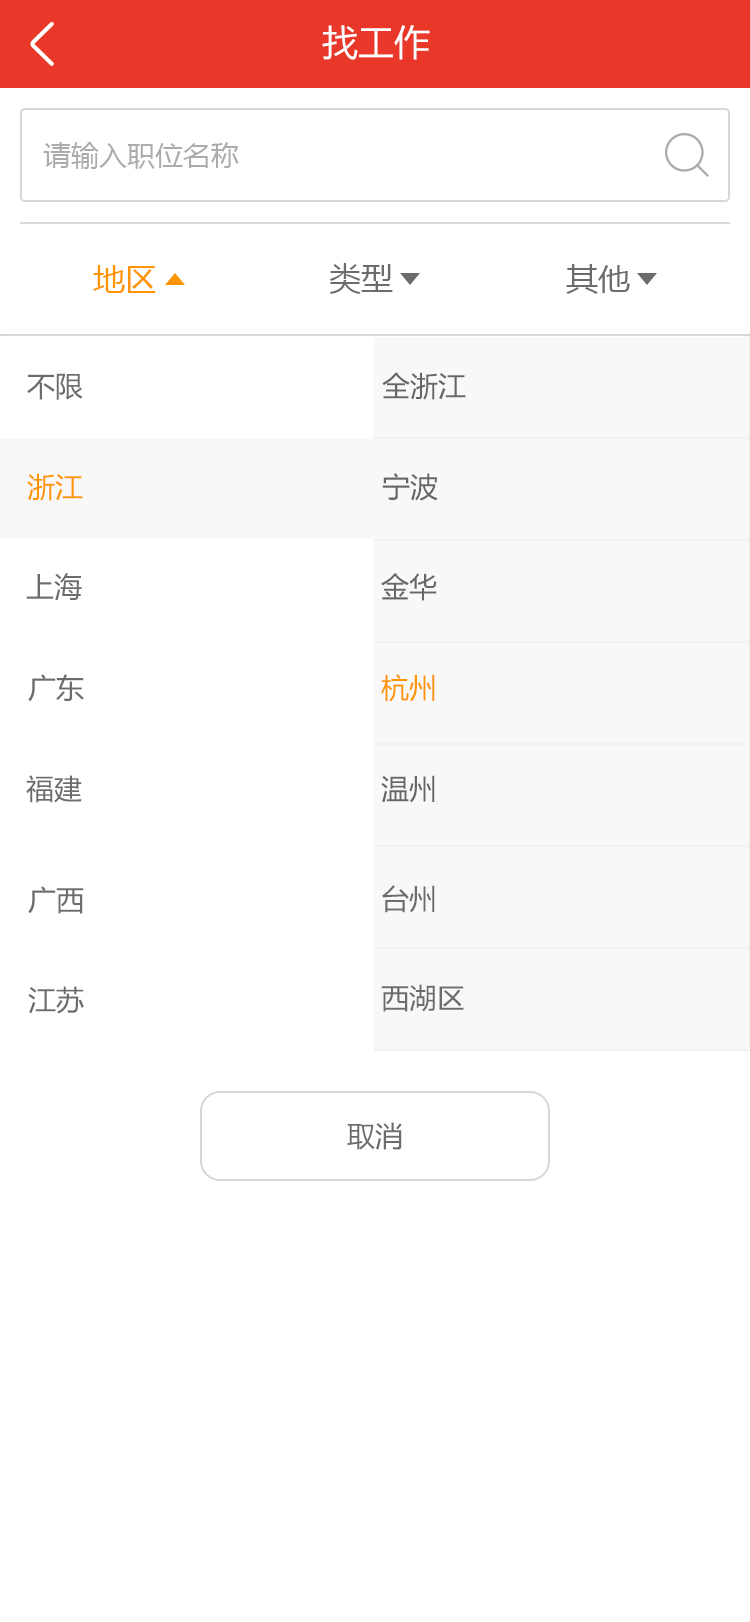 找工作
请输入职位名称
地区 类型 其他
不限 全浙江
浙江 宁波
上海 金华
广东 杭州
福建 温州
广西 台州
江苏 西湖区
取消